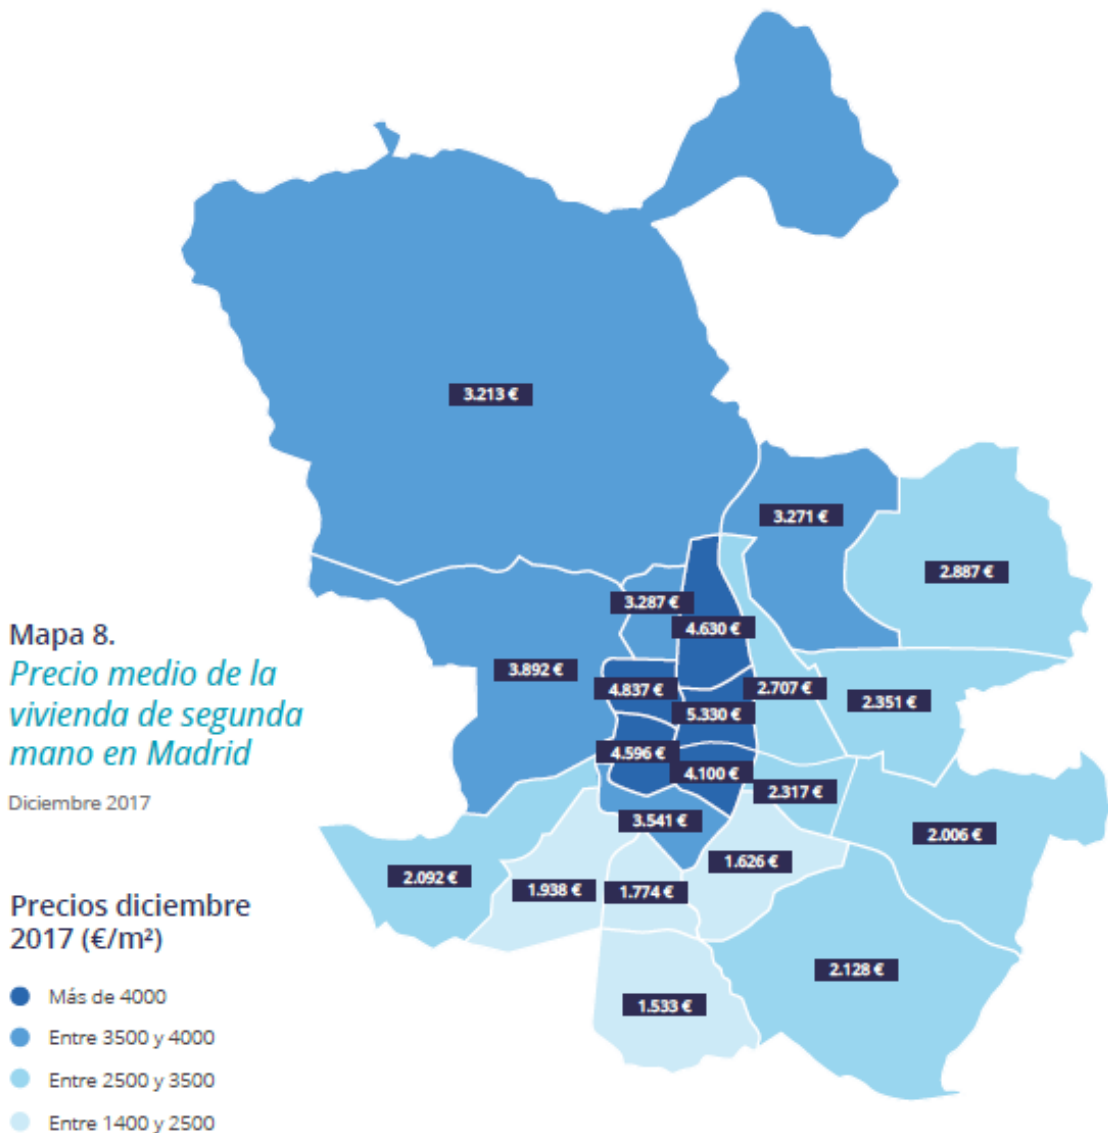 3.213 €
3.271 €
2.887 €
3.287 €
4.630 €
3.892 €
4.837 €
2.707 €
2.351 €
5.330 €
4.596 €
4.100 €
2.317 €
3.541 €
2.006 €
1.626 €
2.092 €
1.938 €
1.774 €
2.128 €
1.533 €
Mapa 8.
Precio medio de la
vivienda de segunda
mano en Madrid
Diciembre 2017
Precios diciembre
2017 (€/m²)
Más de 4000
Entre 3500 y 4000
Entre 2500 y 3500
Entre 1400 y 2500